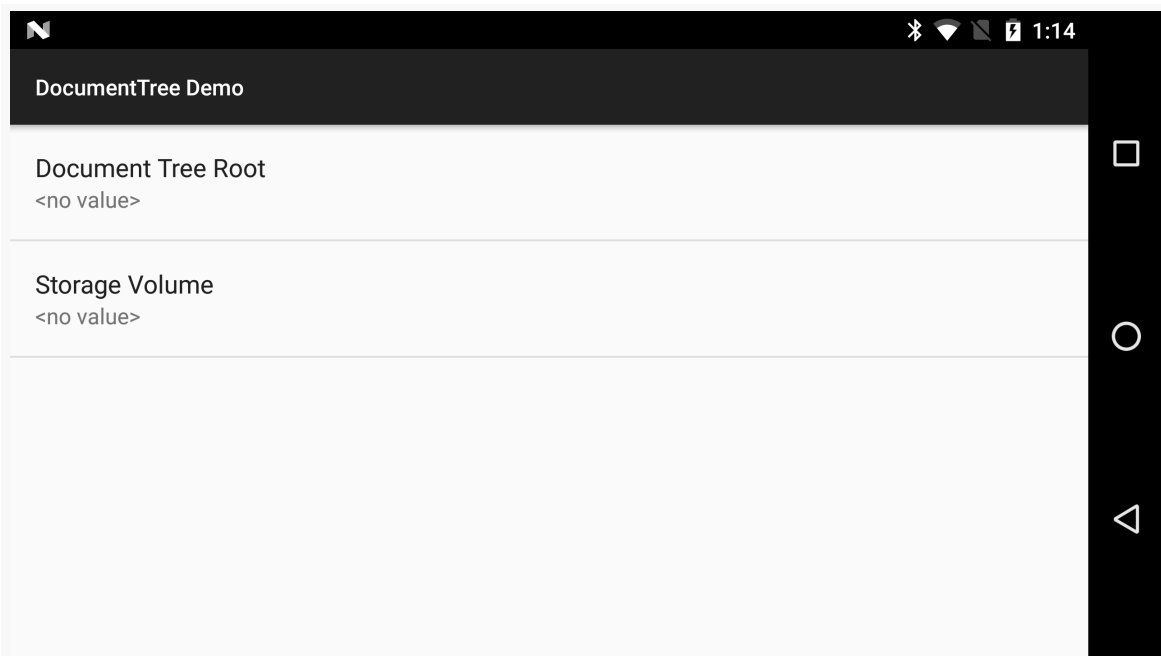 1:14
DocumentTree Demo
Document Tree Root
<no value>
Storage Volume
<no value>